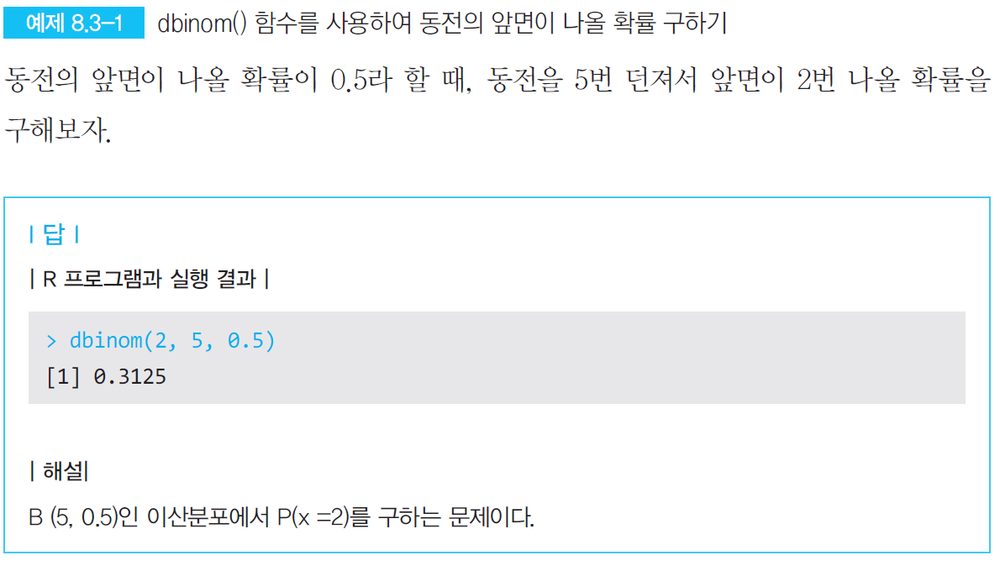 예제 8.3-1 dbinom() 함수를 사용하여 동전의 앞면이 나올 확률 구하기
동전의 앞면이 나올 확률이 0.5라 할 때, 동전을 5번 던져서 앞면이 2번 나올 확률을
구해보자.
| 답 |
| R 프로그램과 실행 결과 |
> dbinom(2, 5, 0.5)
[1] 0.3125
| 해설|
B (5, 0.5)인 이산분포에서 P(x =2)를 구하는 문제이다.